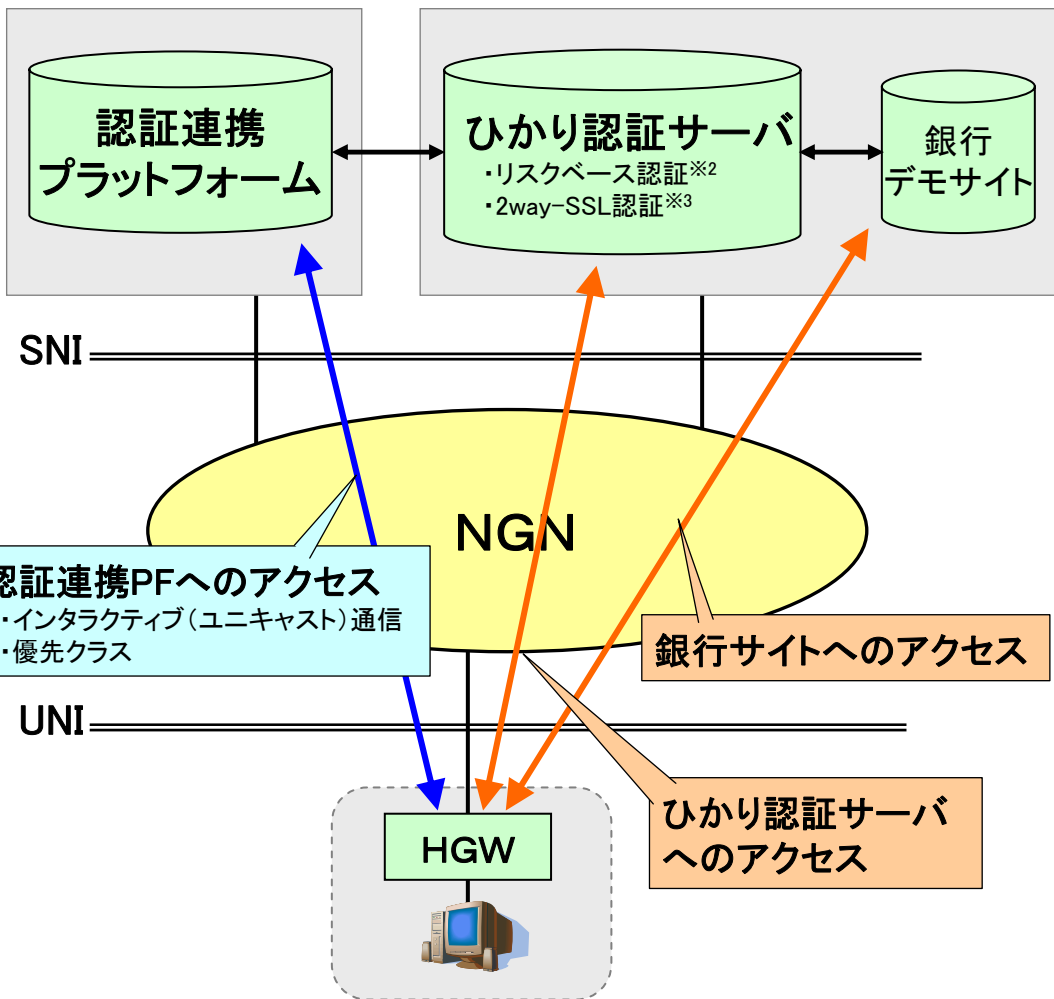 認証連携
プラットフォーム
ひかり認証サーバ
・リスクベース認証※2
・2way-SSL認証※3
銀行
デモサイト
SNI
NGN
認証連携PFへのアクセス
・インタラクティブ（ユニキャスト）通信
・優先クラス
銀行サイトへのアクセス
UNI
ひかり認証サーバ
へのアクセス
HGW